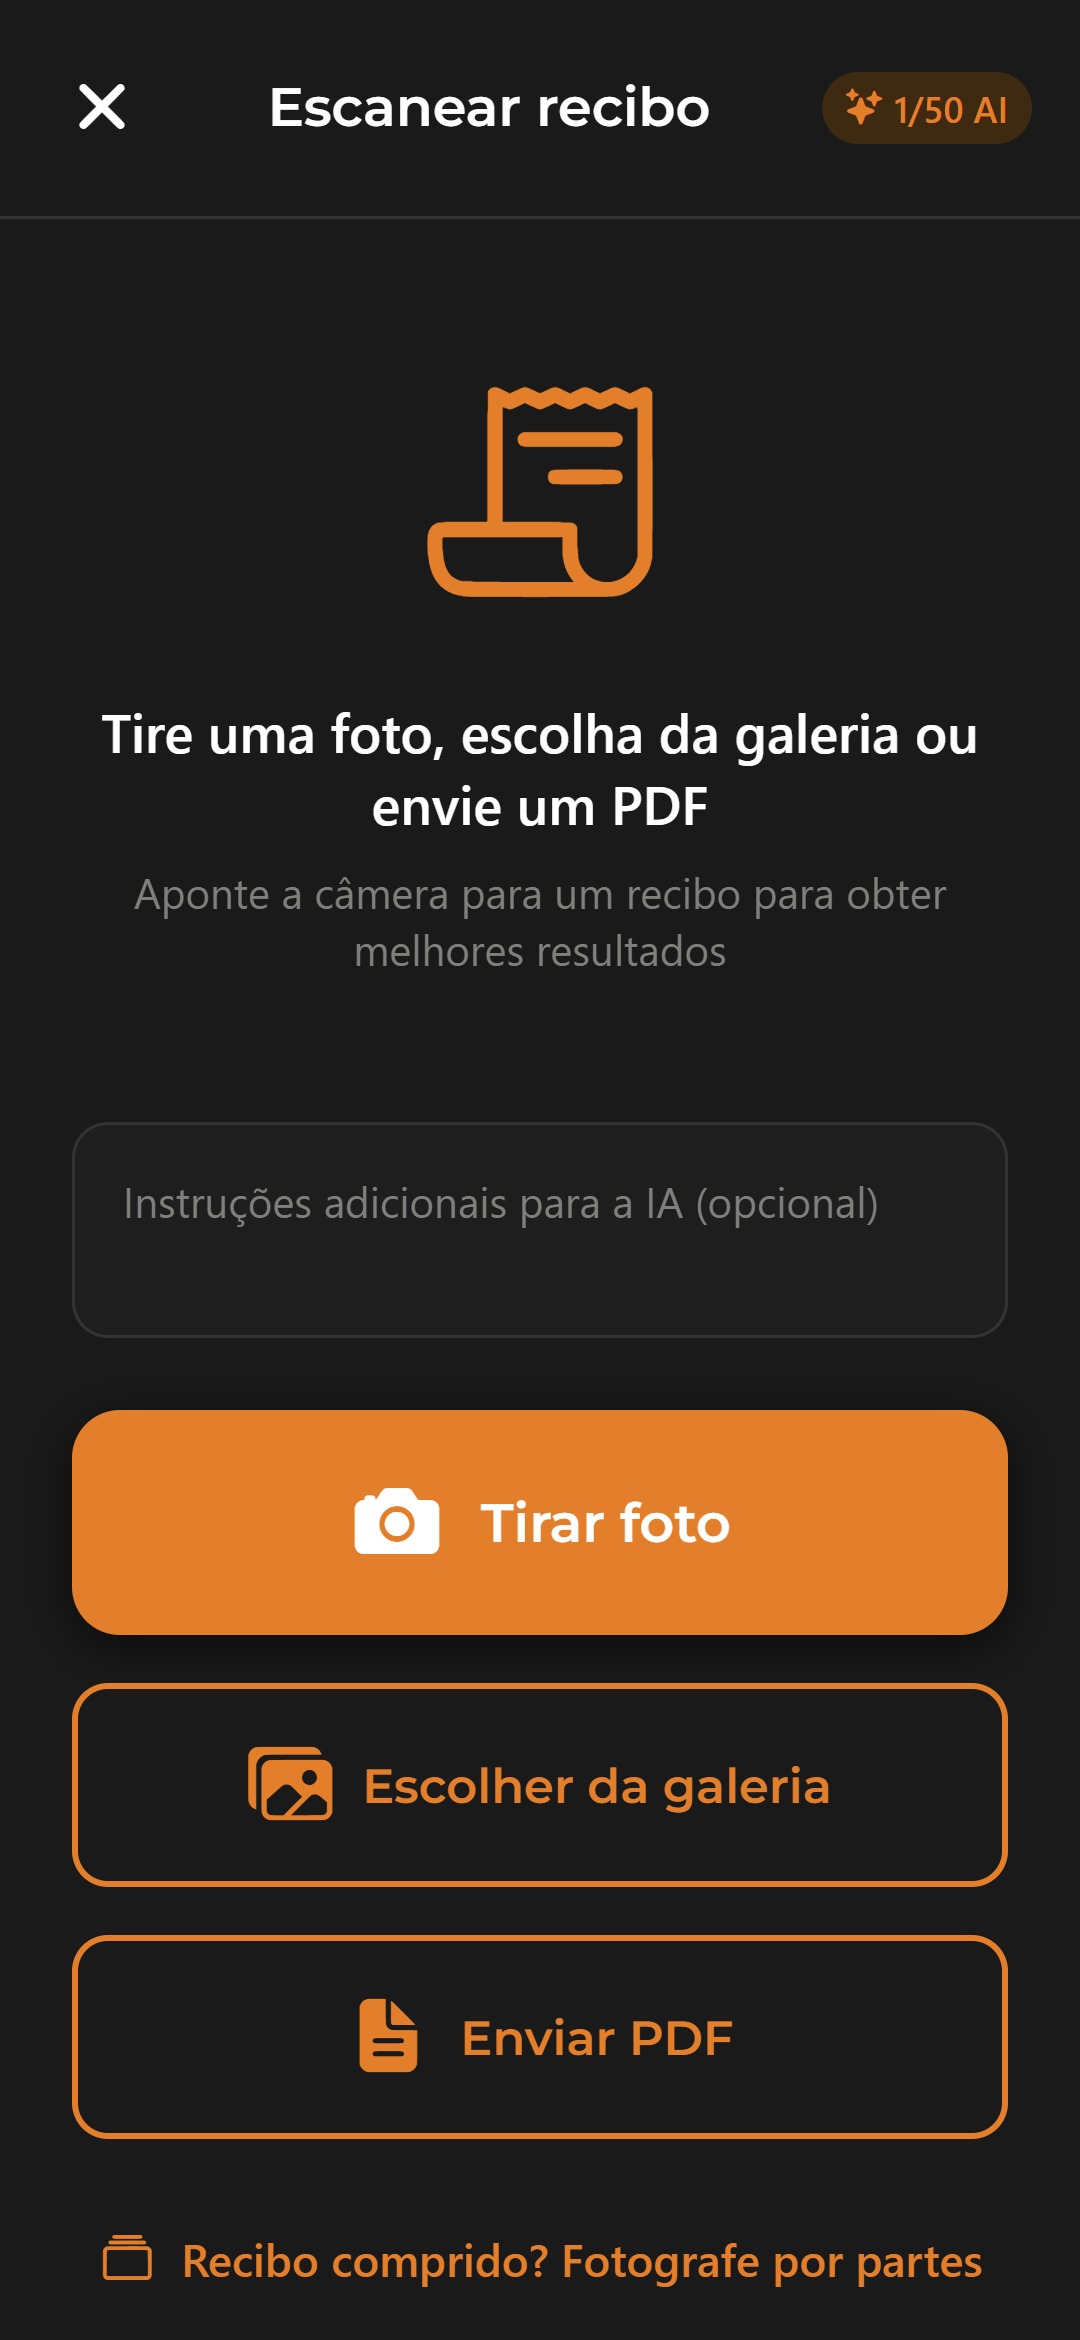 Escanear recibo
1/50 AI
Tire uma foto, escolha da galeria ou
envie um PDF
Aponte a câmera para um recibo para obter
melhores resultados
Instruções adicionais para a IA (opcional)
Tirar foto
Escolher da galeria
Enviar PDF
Recibo comprido? Fotografe por partes